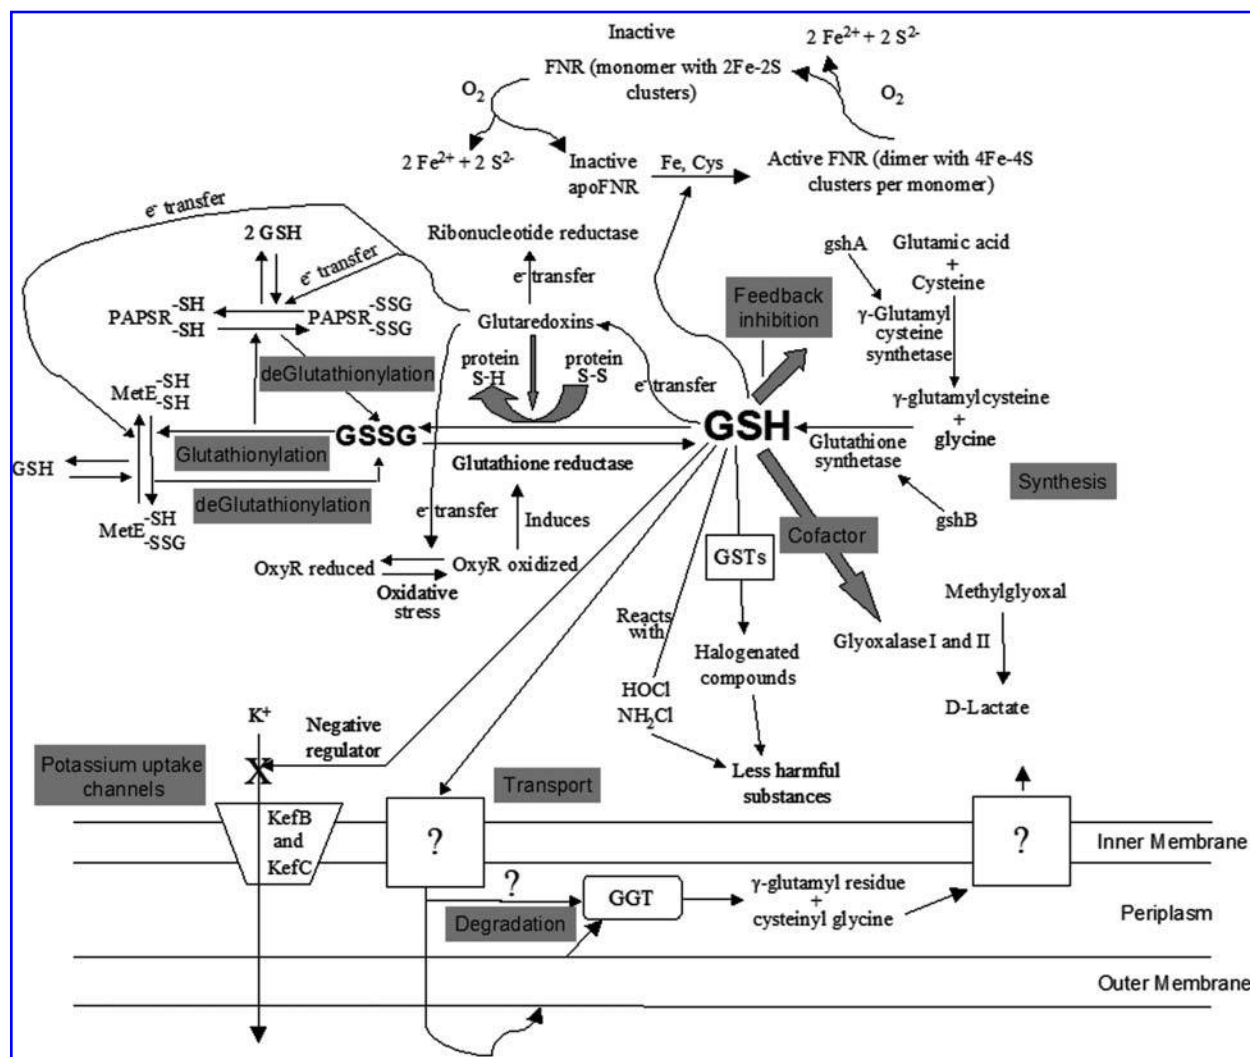 Inactive
FNR (monomer with 2Fe-2S
clusters)
2 Fe²⁺ + 2 S²⁻
O₂
O₂
2 Fe²⁺ + 2 S²⁻
Inactive
apoFNR
Fe, Cys
Active FNR (dimer with 4Fe-4S
clusters per monomer)
e⁻ transfer
2 GSH
e⁻ transfer
Ribonucleotide reductase
e⁻ transfer
gshA
Glutamic acid
+
Cysteine
Feedback
inhibition
PAPSR
-SH
-SH
PAPSR
-SSG
-SSG
Glutaredoxins
γ-Glutamyl
cysteine
synthetase
deGlutathionylation
protein
S-H
protein
S-S
e⁻ transfer
MetE
-SH
-SH
γ-glutamylcysteine
+
glycine
GSSG
GSH
Glutathionylation
Glutathione
synthetase
GSH
Glutathione reductase
Synthesis
deGlutathionylation
MetE
-SH
-SSG
e⁻ transfer
Induces
gshB
Cofactor
GSTs
OxyR reduced
OxyR oxidized
Oxidative
stress
Methylglyoxal
Reacts
with
Glyoxalase I and II
Halogenated
compounds
HOCl
NH₂Cl
D-Lactate
K⁺
Negative
regulator
Potassium uptake
channels
X
Transport
Less harmful
substances
KefB
and
KefC
?
?
Inner Membrane
?
GGT
γ-glutamyl residue
+
cysteinyl glycine
Degradation
Periplasm
Outer Membrane